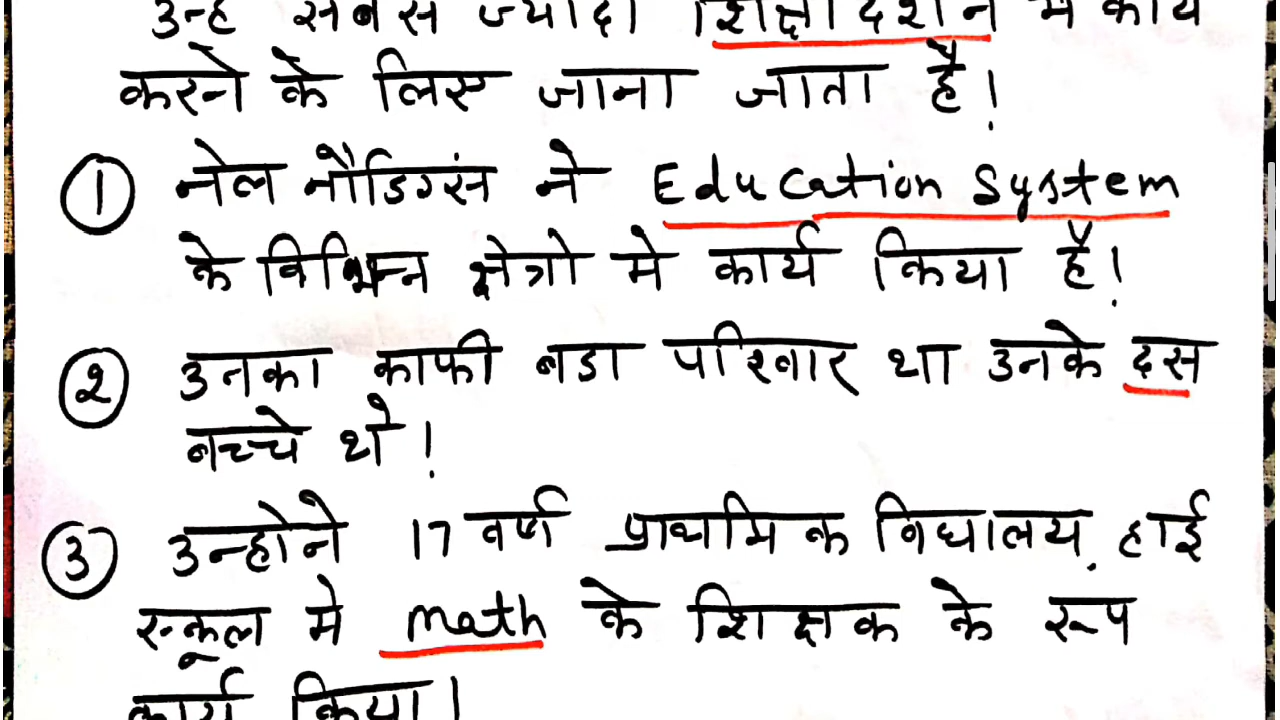 उन्हे सबसे ज्यादा शिक्षा दर्शन मे कार्य
करने के लिए जाना जाता है।
① नेल नौडिग्सं ने Education System
के विभिन्न क्षेत्रो मे कार्य किया है।
② उनका काफी बडा परिवार था उनके दस
बच्चे थे।
③ उन्होने 17 वर्ष प्राथमिक विघालय, हाई
स्कूल मे math के शिक्षक के रूप
कार्य किया।